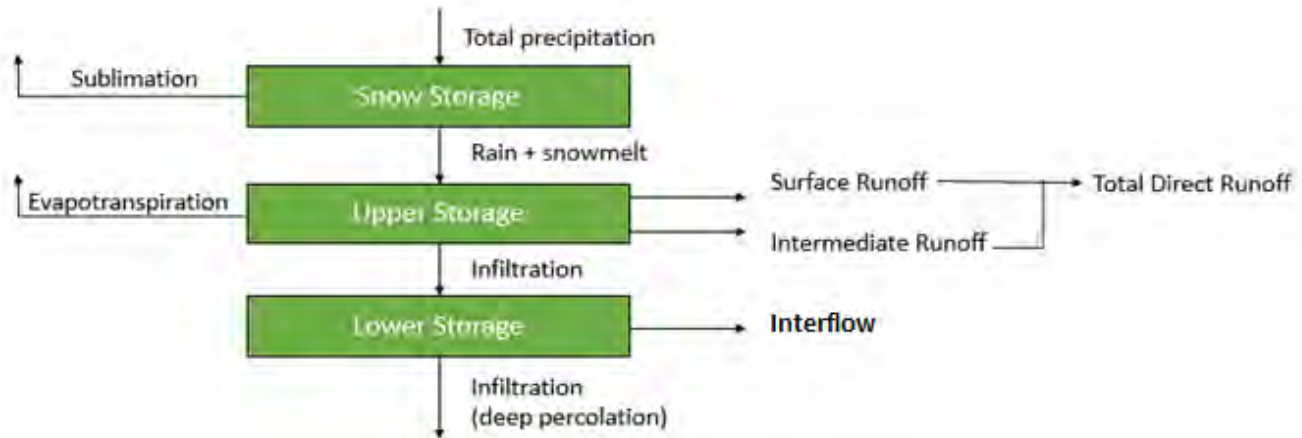 Total precipitation
Sublimation
Snow Storage
Rain + snowmelt
Surface Runoff
Total Direct Runoff
Evapotranspiration
Upper Storage
Intermediate Runoff
Infiltration
Lower Storage
Interflow
Infiltration
(deep percolation)